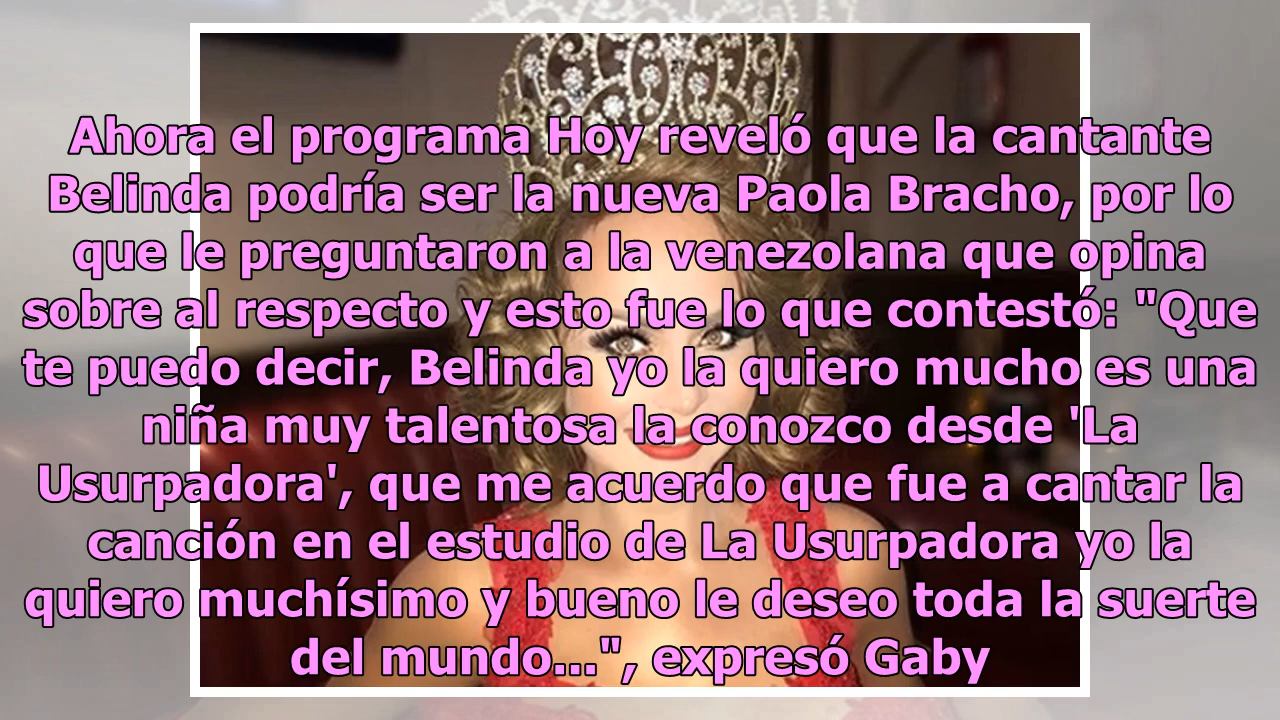 Ahora el programa Hoy reveló que la cantante
Belinda podría ser la nueva Paola Bracho, por lo
que le preguntaron a la venezolana que opina
sobre al respecto y esto fue lo que contestó: "Que
te puedo decir, Belinda yo la quiero mucho es una
niña muy talentosa la conozco desde 'La
Usurpadora', que me acuerdo que fue a cantar la
canción en el estudio de La Usurpadora yo la
quiero muchísimo y bueno le deseo toda la suerte
del mundo...", expresó Gaby